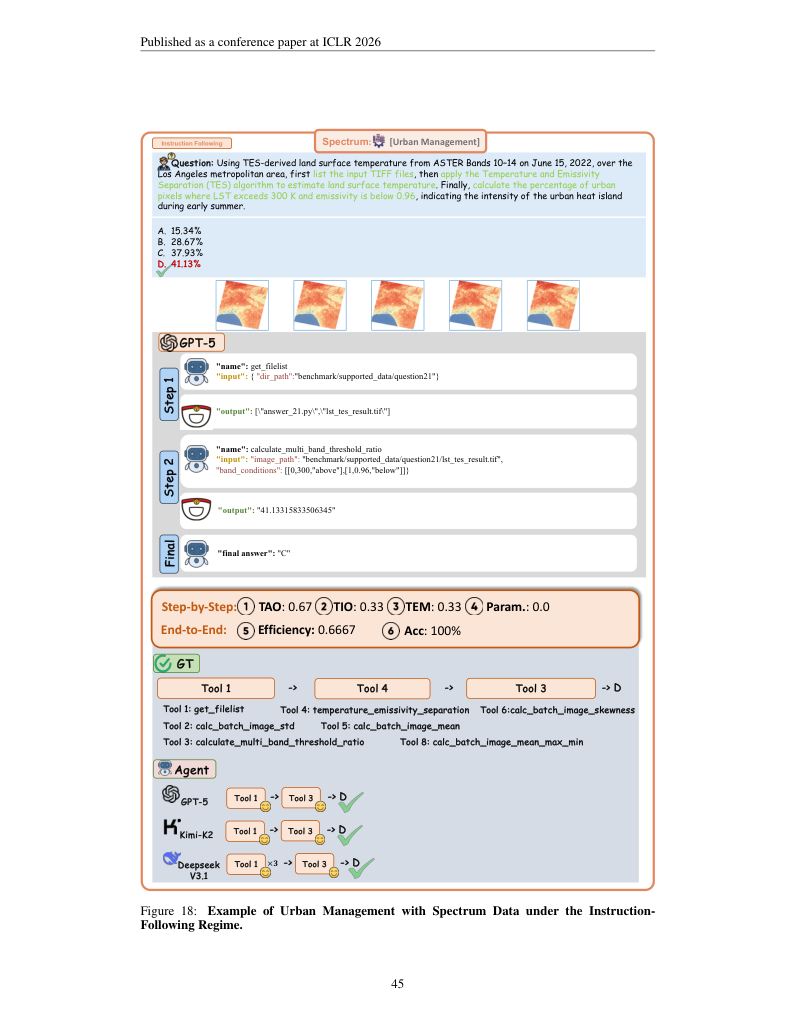 Published as a conference paper at ICLR 2026
Instruction Following
Spectrum: [Urban Management]
Question: Using TES-derived land surface temperature from ASTER Bands 10–14 on June 15, 2022, over the
Los Angeles metropolitan area, first list the input TIFF files, then apply the Temperature and Emissivity
Separation (TES) algorithm to estimate land surface temperature. Finally, calculate the percentage of urban
pixels where LST exceeds 300 K and emissivity is below 0.96, indicating the intensity of the urban heat island
during early summer.
A. 15.34%
B. 28.67%
C. 37.93%
D. 41.13%
GPT-5
Step 1
"name": get_filelist
"input": { "dir_path":"benchmark/supported_data/question21"}
"output": [\"answer_21.py\",\"lst_tes_result.tif\"]
Step 2
"name": calculate_multi_band_threshold_ratio
"input": "image_path": "benchmark/supported_data/question21/lst_tes_result.tif",
"band_conditions": [[0,300,"above"],[1,0.96,"below"]]}
"output": "41.13315833506345"
Final
"final answer": "C"
Step-by-Step: 1 TAO: 0.67 2 TIO: 0.33 3 TEM: 0.33 4 Param.: 0.0
End-to-End: 5 Efficiency: 0.6667 6 Acc: 100%
GT
Tool 1 -> Tool 4 -> Tool 3 -> D
Tool 1: get_filelist Tool 4: temperature_emissivity_separation Tool 6:calc_batch_image_skewness
Tool 2: calc_batch_image_std Tool 5: calc_batch_image_mean
Tool 3: calculate_multi_band_threshold_ratio Tool 8: calc_batch_image_mean_max_min
Agent
GPT-5 Tool 1 -> Tool 3 -> D
Kimi-K2 Tool 1 -> Tool 3 -> D
Deepseek V3.1 Tool 1 ×3 -> Tool 3 -> D
Figure 18: Example of Urban Management with Spectrum Data under the Instruction-
Following Regime.
45